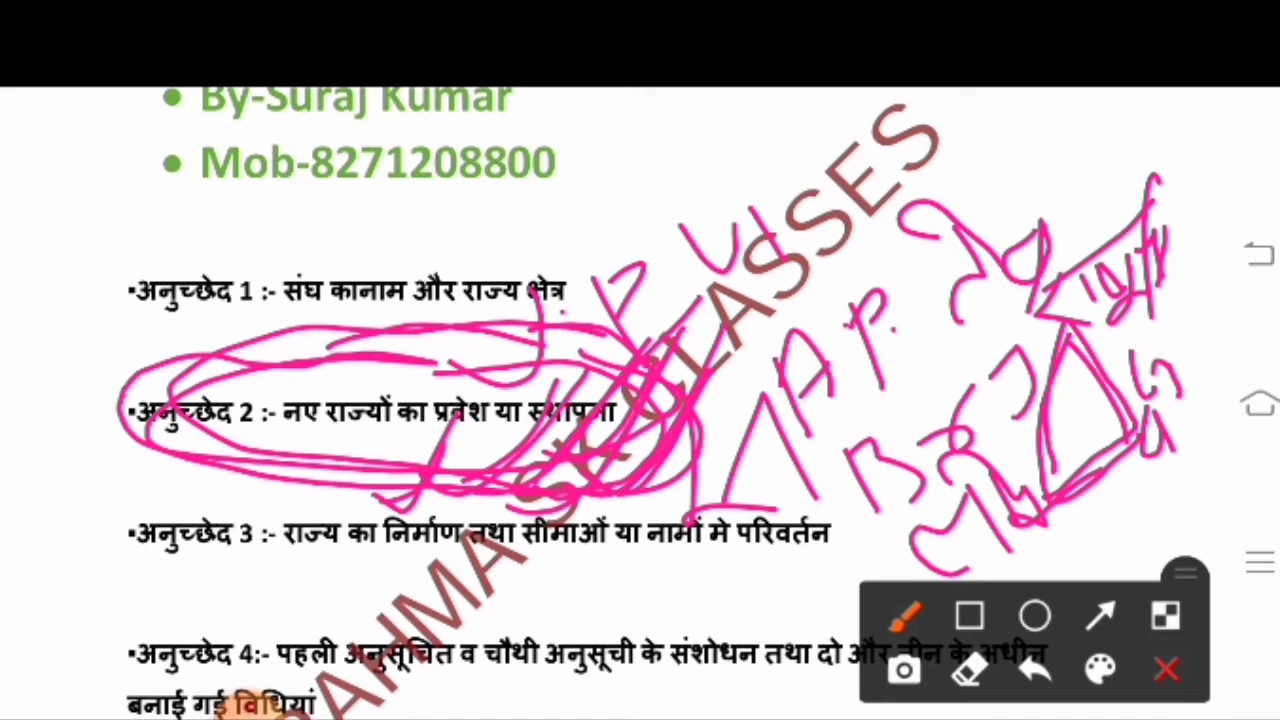 • By-Suraj Kumar
• Mob-8271208800
▪अनुच्छेद 1 :- संघ कानाम और राज्य क्षेत्र
▪अनुच्छेद 2 :- नए राज्यों का प्रवेश या स्थापना
▪अनुच्छेद 3 :- राज्य का निर्माण तथा सीमाओं या नामों मे परिवर्तन
▪अनुच्छेद 4:- पहली अनुसूचित व चौथी अनुसूची के संशोधन तथा दो और तीन के अधीन
बनाई गई विधियां
J.P
A P.
CLASSES